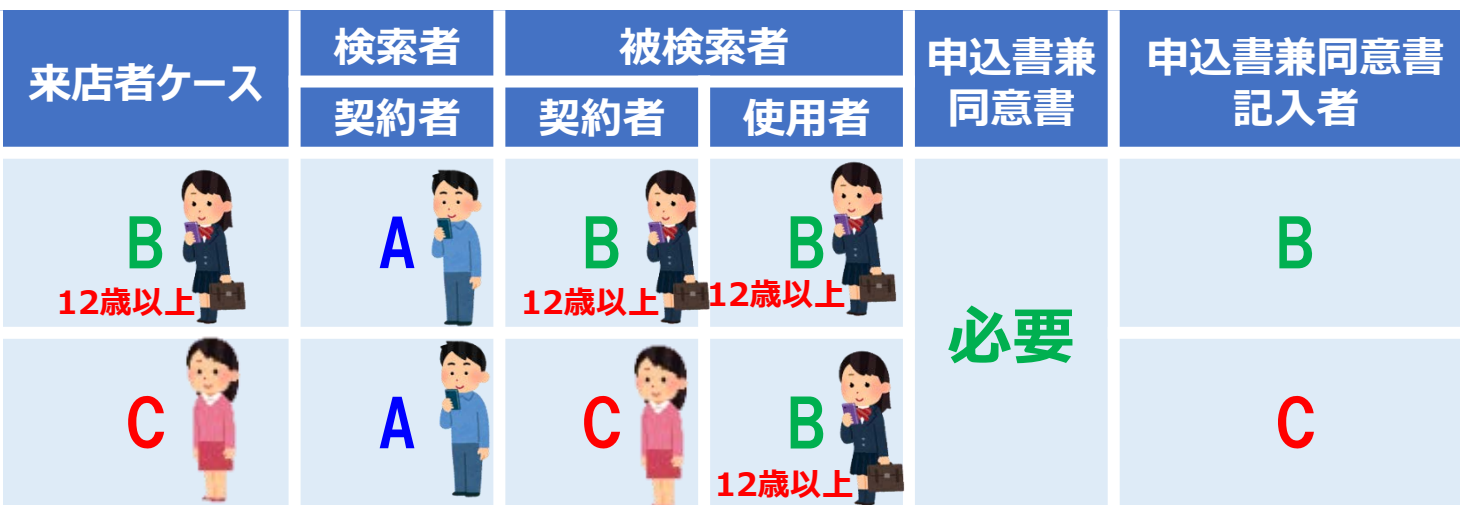 来店者ケース
検索者
被検索者
申込書兼
同意書
申込書兼同意書
記入者
契約者
契約者
使用者
B
12歳以上
A
B
12歳以上
B
12歳以上
必要
B
C
A
C
B
12歳以上
C